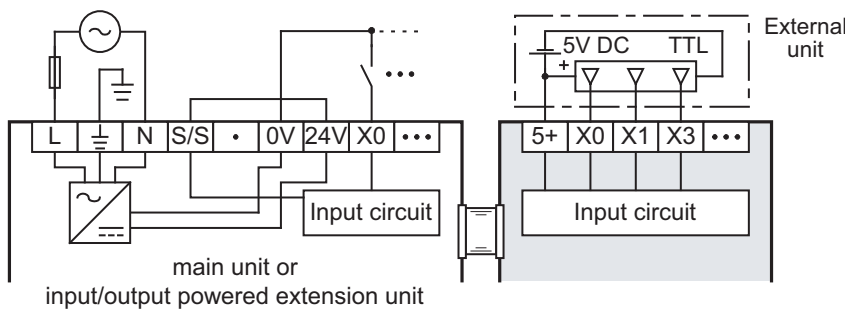 External
unit
5V DC TTL
+
L N S/S • 0V 24V X0 •••
5+ X0 X1 X3 •••
Input circuit
Input circuit
main unit or
input/output powered extension unit